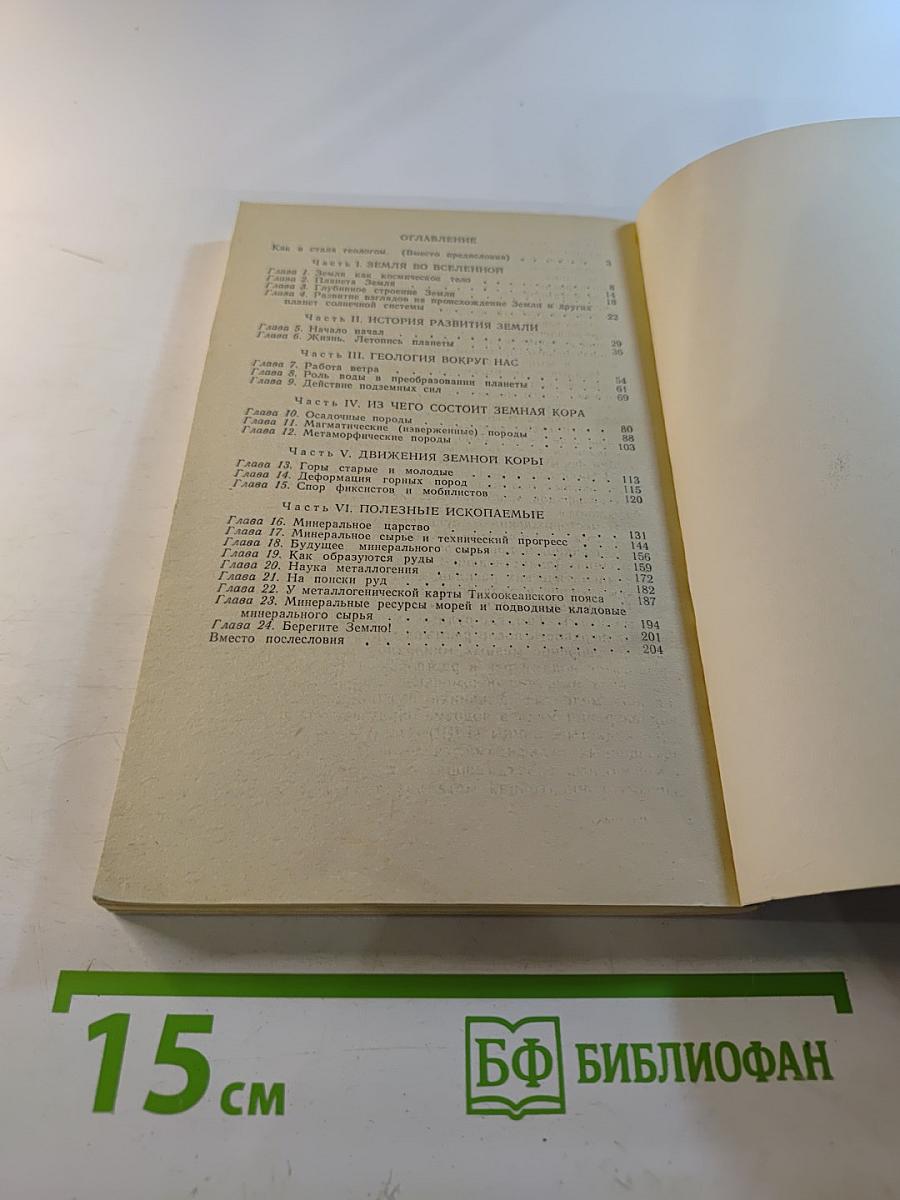 ОГЛАВЛЕНИЕ
Как я стала геологом. (Вместо предисловия) . . . . . . 3
Часть I. ЗЕМЛЯ ВО ВСЕЛЕННОЙ
Глава 1. Земля как космическое тело . . . . . . 8
Глава 2. Планета Земля . . . . . . 14
Глава 3. Глубинное строение Земли . . . . . . 18
Глава 4. Развитие взглядов на происхождение Земли и других
планет солнечной системы . . . . . . 22
Часть II. ИСТОРИЯ РАЗВИТИЯ ЗЕМЛИ
Глава 5. Начало начал . . . . . . 29
Глава 6. Жизнь. Летопись планеты . . . . . . 36
Часть III. ГЕОЛОГИЯ ВОКРУГ НАС
Глава 7. Работа ветра . . . . . . 54
Глава 8. Роль воды в преобразовании планеты . . . . . . 61
Глава 9. Действие подземных сил . . . . . . 69
Часть IV. ИЗ ЧЕГО СОСТОИТ ЗЕМНАЯ КОРА
Глава 10. Осадочные породы . . . . . . 80
Глава 11. Магматические (изверженные) породы . . . . . . 88
Глава 12. Метаморфические породы . . . . . . 103
Часть V. ДВИЖЕНИЯ ЗЕМНОЙ КОРЫ
Глава 13. Горы старые и молодые . . . . . . 113
Глава 14. Деформация горных пород . . . . . . 115
Глава 15. Спор фиксистов и мобилистов . . . . . . 120
Часть VI. ПОЛЕЗНЫЕ ИСКОПАЕМЫЕ
Глава 16. Минеральное царство . . . . . . 131
Глава 17. Минеральное сырье и технический прогресс . . . 144
Глава 18. Будущее минерального сырья . . . . . . 156
Глава 19. Как образуются руды . . . . . . 159
Глава 20. Наука металлогения . . . . . . 172
Глава 21. На поиски руд . . . . . . 182
Глава 22. У металлогенической карты Тихоокеанского пояса . 187
Глава 23. Минеральные ресурсы морей и подводные кладовые
минерального сырья . . . . . . 194
Глава 24. Берегите Землю! . . . . . . 201
Вместо послесловия . . . . . . 204
15 см
БФ БИБЛИОФАН